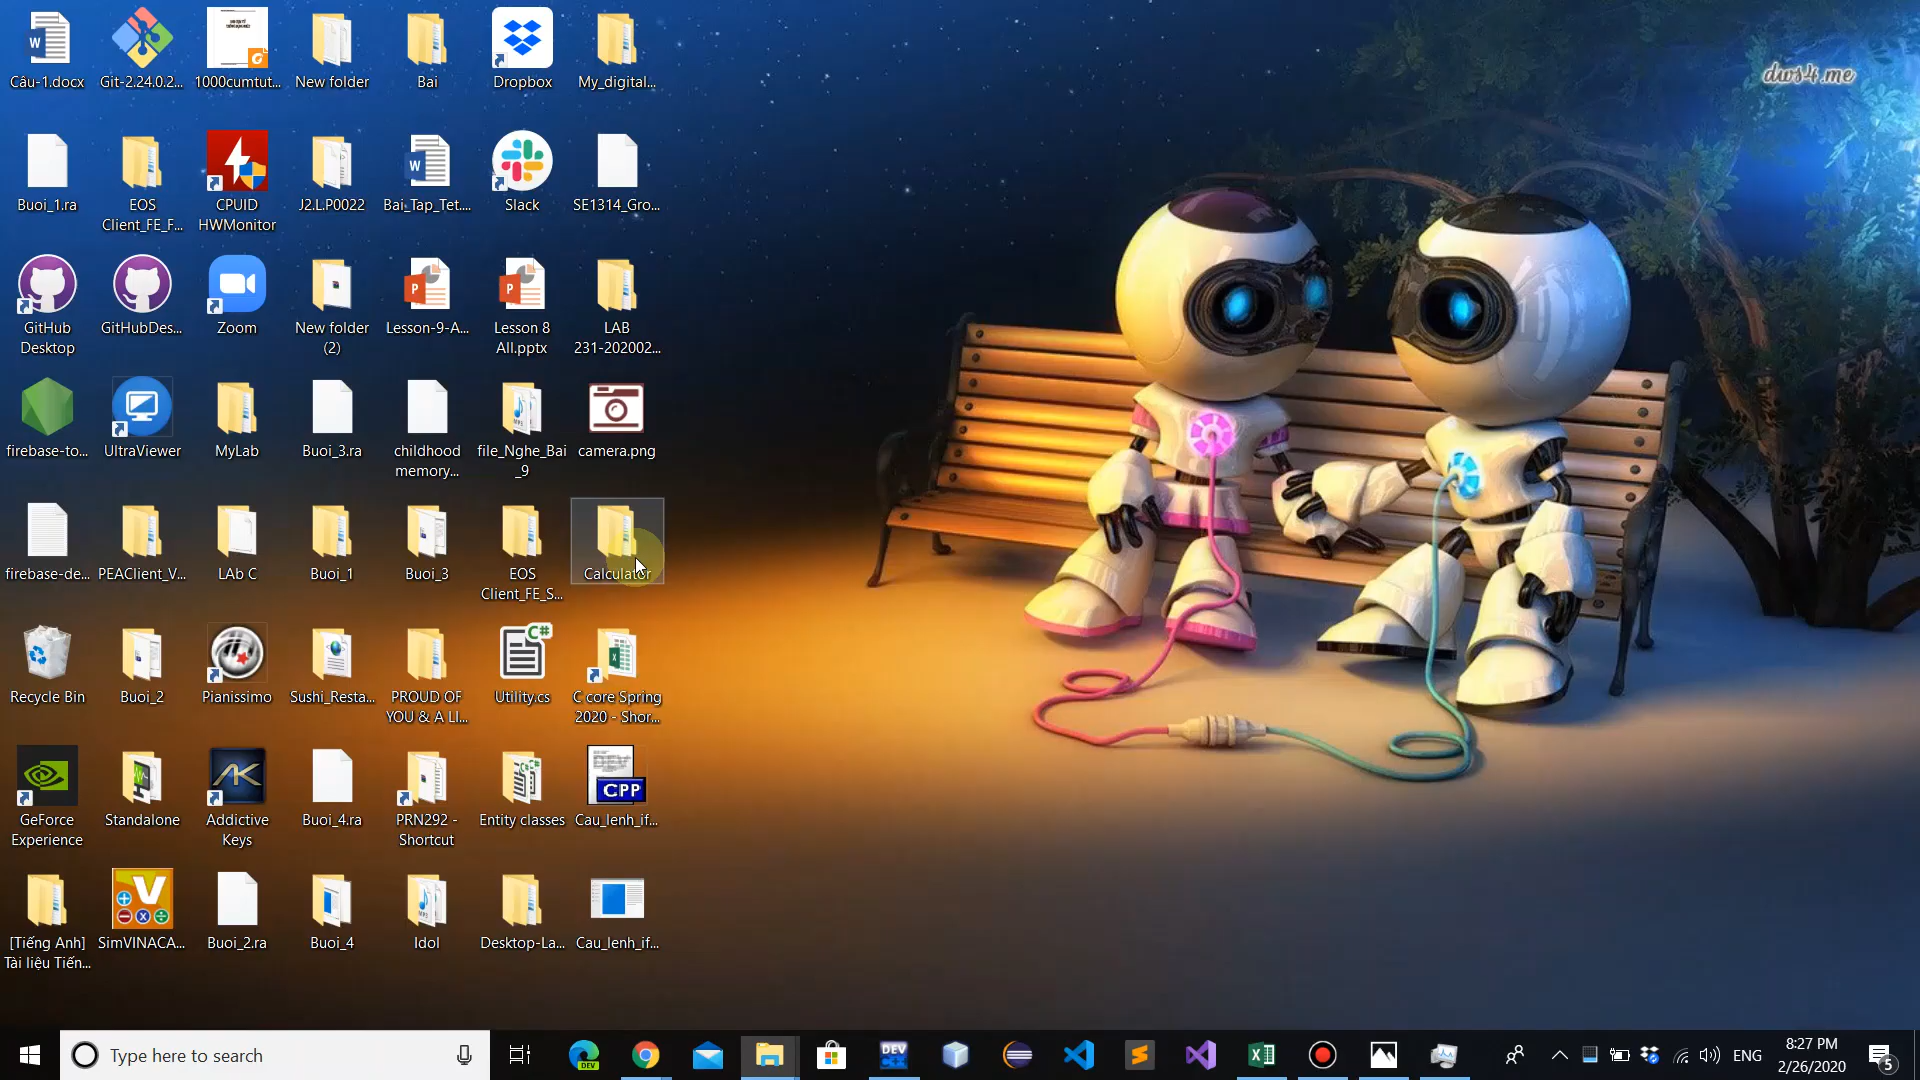 Câu-1.docx
Git-2.24.0.2...
1000cumtut...
New folder
Bai
Dropbox
My_digital...
dws4.me
Buoi_1.ra
EOS
Client_FE_F...
CPUID
HWMonitor
J2.L.P0022
Bai_Tap_Tet....
Slack
SE1314_Gro...
GitHub
Desktop
GitHubDes...
Zoom
New folder
(2)
Lesson-9-A...
Lesson 8
All.pptx
LAB
231-202002...
firebase-to...
UltraViewer
MyLab
Buoi_3.ra
childhood
memory...
file_Nghe_Bai
_9
camera.png
firebase-de...
PEAClient_V...
LAb C
Buoi_1
Buoi_3
EOS
Client_FE_S...
Calculator
Recycle Bin
Buoi_2
Pianissimo
Sushi_Resta...
PROUD OF
YOU & A LI...
C#
Utility.cs
C core Spring
2020 - Shor...
GeForce
Experience
Standalone
Addictive
Keys
Buoi_4.ra
PRN292 -
Shortcut
Entity classes
CPP
Cau_lenh_if...
[Tiếng Anh]
Tài liệu Tiến...
SimVINACA...
Buoi_2.ra
Buoi_4
Idol
Desktop-La...
Cau_lenh_if...
Type here to search
DEV
DEV
ENG
8:27 PM
2/26/2020
5